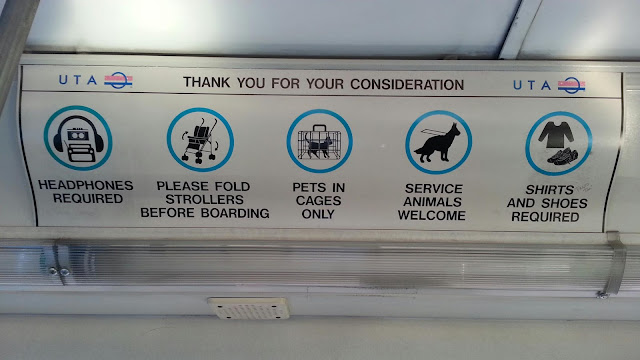 UTA THANK YOU FOR YOUR CONSIDERATION UTA
HEADPHONES
REQUIRED
PLEASE FOLD
STROLLERS
BEFORE BOARDING
PETS IN
CAGES
ONLY
SERVICE
ANIMALS
WELCOME
SHIRTS
AND SHOES
REQUIRED